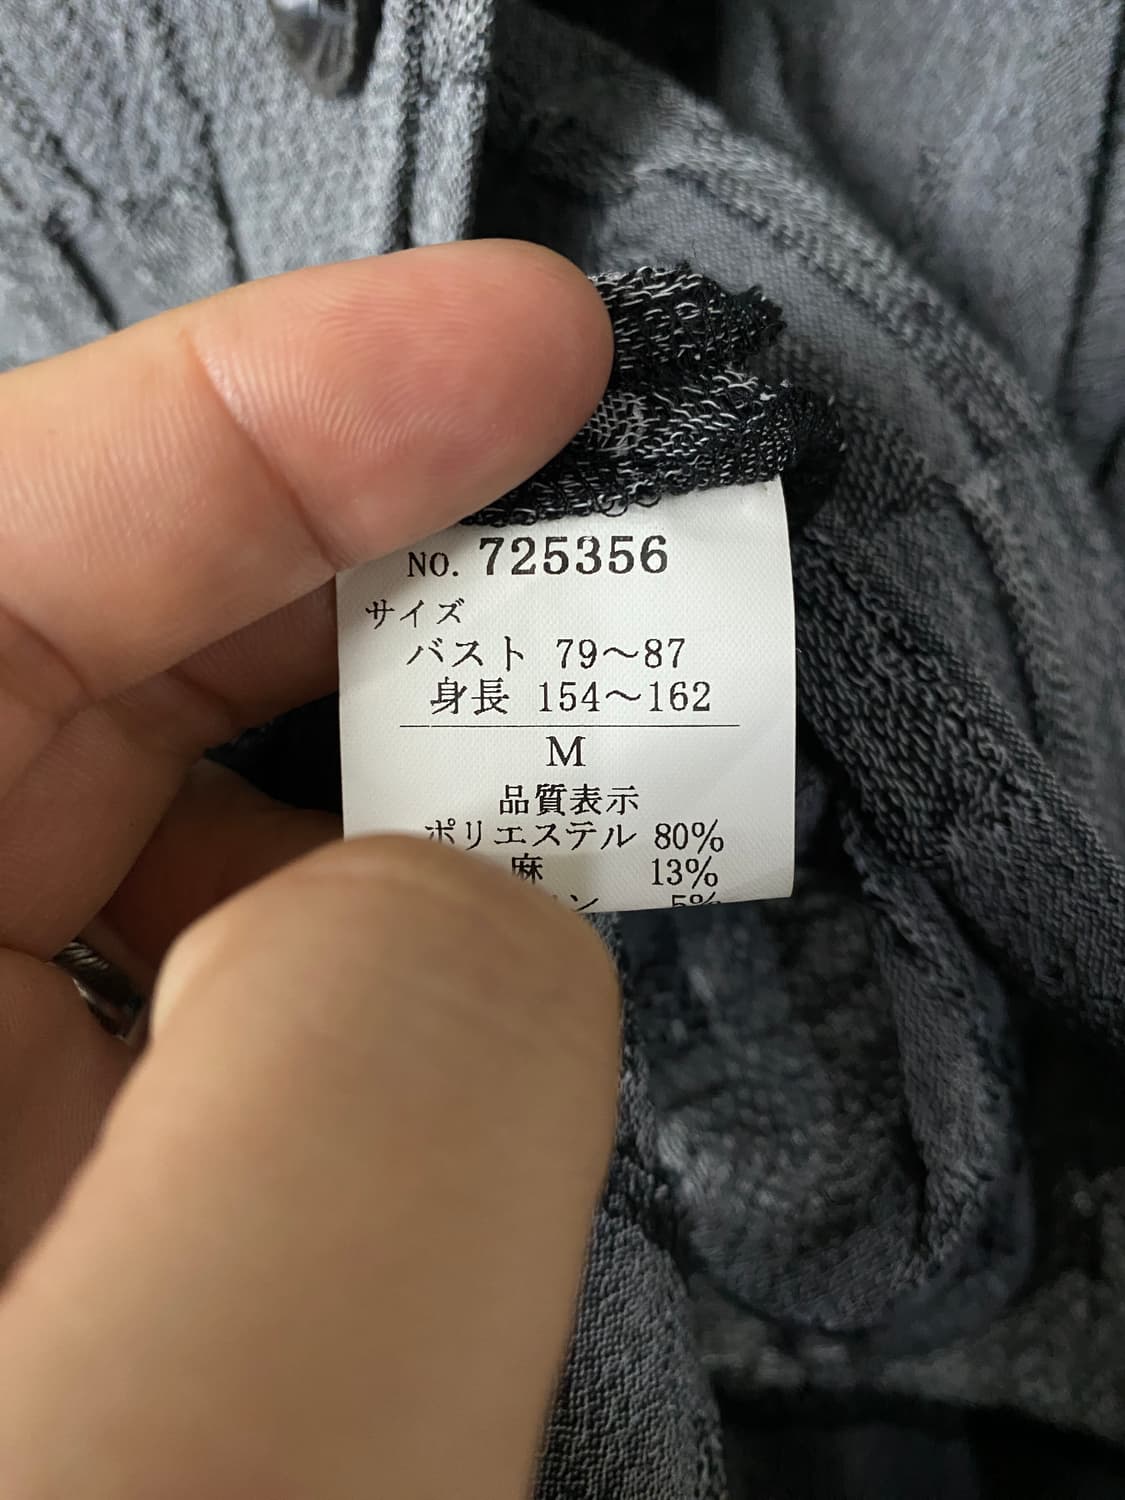 NO. 725356
サイズ
バスト 79〜87
身長 154〜162
M
品質表示
ポリエステル 80%
麻 13%
5%